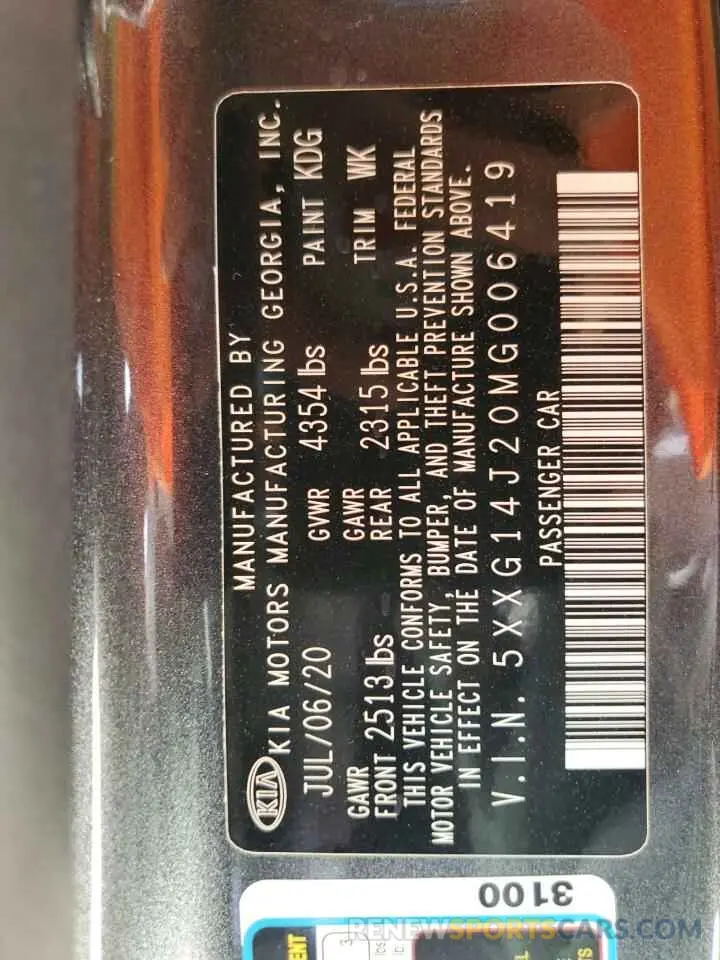 MANUFACTURED BY
KIA KIA MOTORS MANUFACTURING GEORGIA, INC.
JUL/06/20 GVWR 4354 lbs PAINT KDG
GAWR FRONT 2513 lbs GAWR REAR 2315 lbs TRIM WK
THIS VEHICLE CONFORMS TO ALL APPLICABLE U.S.A. FEDERAL
MOTOR VEHICLE SAFETY, BUMPER, AND THEFT PREVENTION STANDARDS
IN EFFECT ON THE DATE OF MANUFACTURE SHOWN ABOVE.
V.I.N. 5XXG14J20MG006419
PASSENGER CAR
3100
RENEWSPORTSCARS.COM